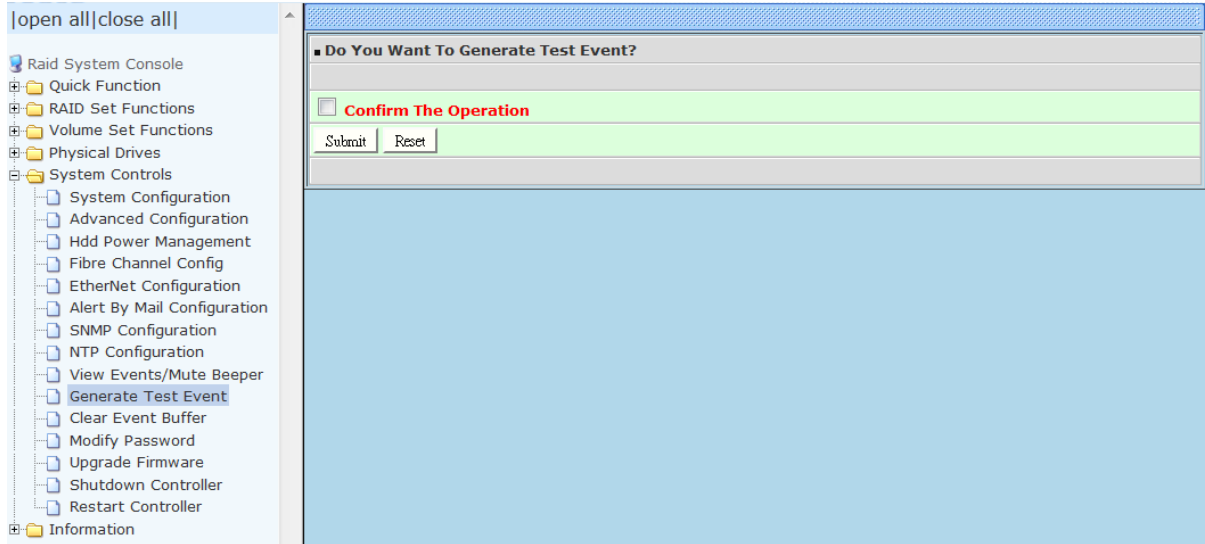 |open all|close all|
Raid System Console
Quick Function
RAID Set Functions
Volume Set Functions
Physical Drives
System Controls
System Configuration
Advanced Configuration
Hdd Power Management
Fibre Channel Config
EtherNet Configuration
Alert By Mail Configuration
SNMP Configuration
NTP Configuration
View Events/Mute Beeper
Generate Test Event
Clear Event Buffer
Modify Password
Upgrade Firmware
Shutdown Controller
Restart Controller
Information
Do You Want To Generate Test Event?
Confirm The Operation
Submit Reset